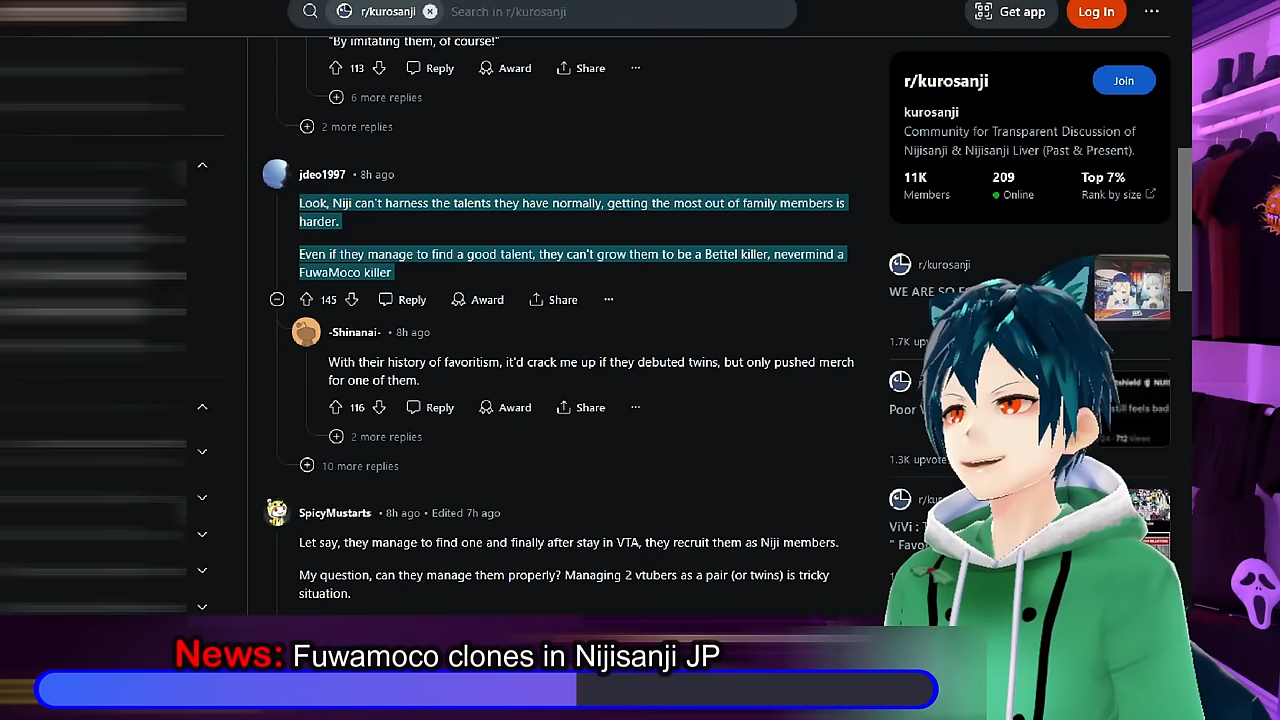 r/kurosanji
Search in r/kurosanji
Get app
Log In
"By imitating them, of course!"
113 Reply Award Share
6 more replies
2 more replies
jdeo1997 • 8h ago
Look, Niji can't harness the talents they have normally, getting the most out of family members is
harder.
Even if they manage to find a good talent, they can't grow them to be a Bettel killer, nevermind a
FuwaMoco killer
145 Reply Award Share
-Shinanai- • 8h ago
With their history of favoritism, it'd crack me up if they debuted twins, but only pushed merch
for one of them.
116 Reply Award Share
2 more replies
10 more replies
SpicyMustarts • 8h ago • Edited 7h ago
Let say, they manage to find one and finally after stay in VTA, they recruit them as Niji members.
My question, can they manage them properly? Managing 2 vtubers as a pair (or twins) is tricky
situation.
r/kurosanji
Join
kurosanji
Community for Transparent Discussion of
Nijisanji & Nijisanji Liver (Past & Present).
11K 209 Top 7%
Members Online Rank by size
r/kurosanji
WE ARE SO
1.7K
Poor
still feels bad
1.3K upvote
ViVi :
" Favo
News: Fuwamoco clones in Nijisanji JP